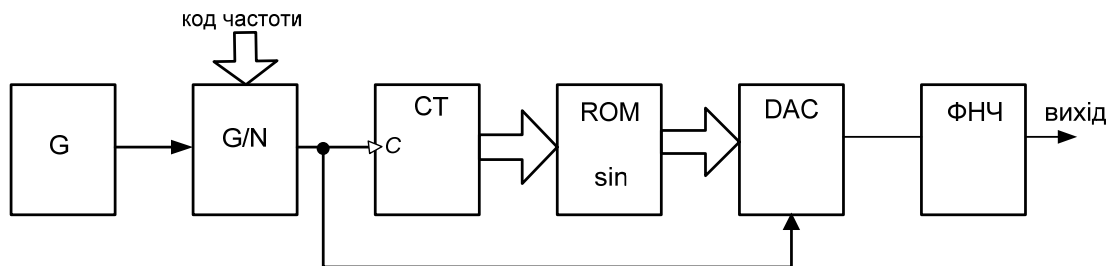 код частоти
G
G/N
C
CT
ROM
sin
DAC
ФНЧ
вихід